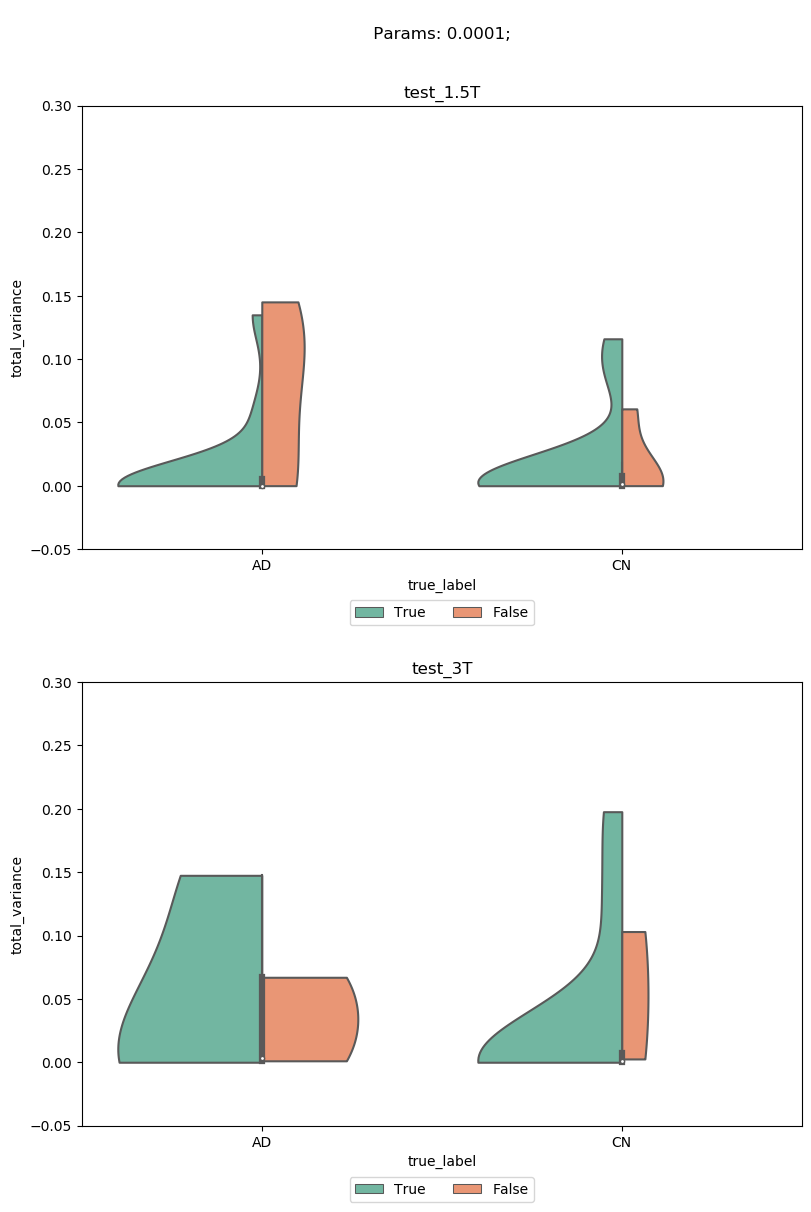 Params: 0.0001;
test_1.5T
0.30
0.25
0.20
0.15
0.10
0.05
0.00
−0.05
total_variance
AD CN
true_label
True False
test_3T
0.30
0.25
0.20
0.15
0.10
0.05
0.00
−0.05
total_variance
AD CN
true_label
True False